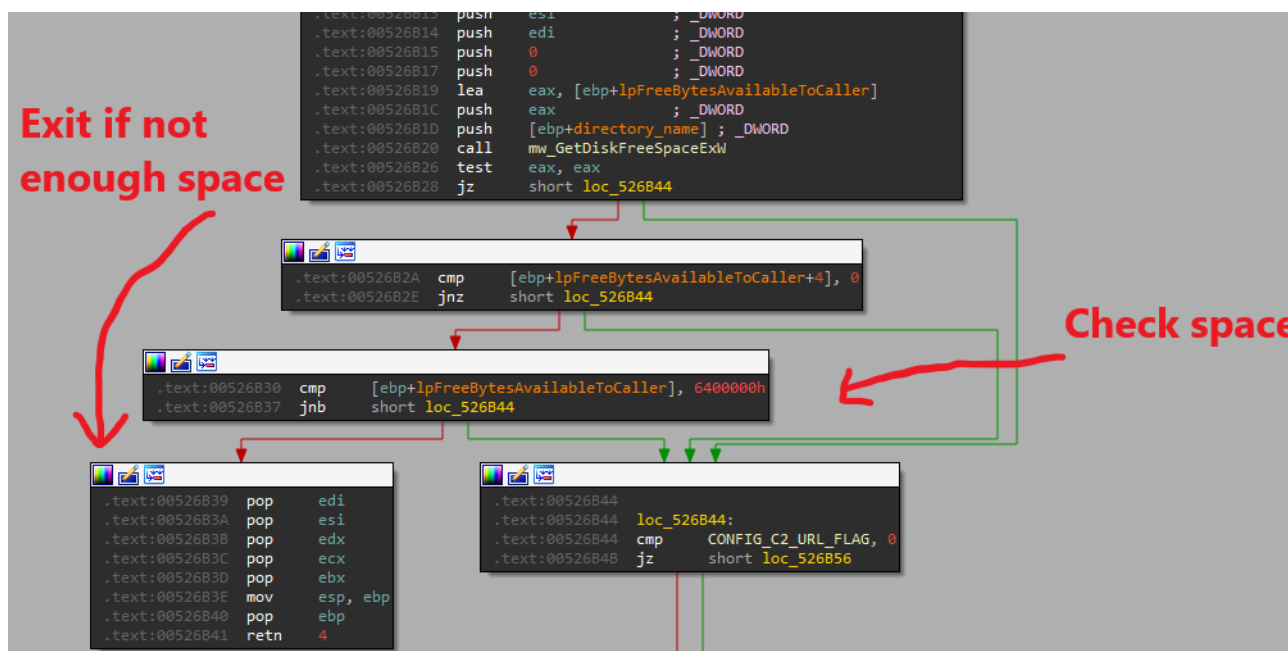 .text:00526B13 push esi ; _DWORD
.text:00526B14 push edi ; _DWORD
.text:00526B15 push 0 ; _DWORD
.text:00526B17 push 0 ; _DWORD
.text:00526B19 lea eax, [ebp+lpFreeBytesAvailableToCaller]
.text:00526B1C push eax ; _DWORD
.text:00526B1D push [ebp+directory_name] ; _DWORD
.text:00526B20 call mw_GetDiskFreeSpaceExW
.text:00526B26 test eax, eax
.text:00526B28 jz short loc_526B44
Exit if not
enough space
.text:00526B2A cmp [ebp+lpFreeBytesAvailableToCaller+4], 0
.text:00526B2E jnz short loc_526B44
Check space
.text:00526B30 cmp [ebp+lpFreeBytesAvailableToCaller], 6400000h
.text:00526B37 jnb short loc_526B44
.text:00526B39 pop edi
.text:00526B3A pop esi
.text:00526B3B pop edx
.text:00526B3C pop ecx
.text:00526B3D pop ebx
.text:00526B3E mov esp, ebp
.text:00526B40 pop ebp
.text:00526B41 retn 4
.text:00526B44
.text:00526B44 loc_526B44:
.text:00526B44 cmp CONFIG_C2_URL_FLAG, 0
.text:00526B4B jz short loc_526B56